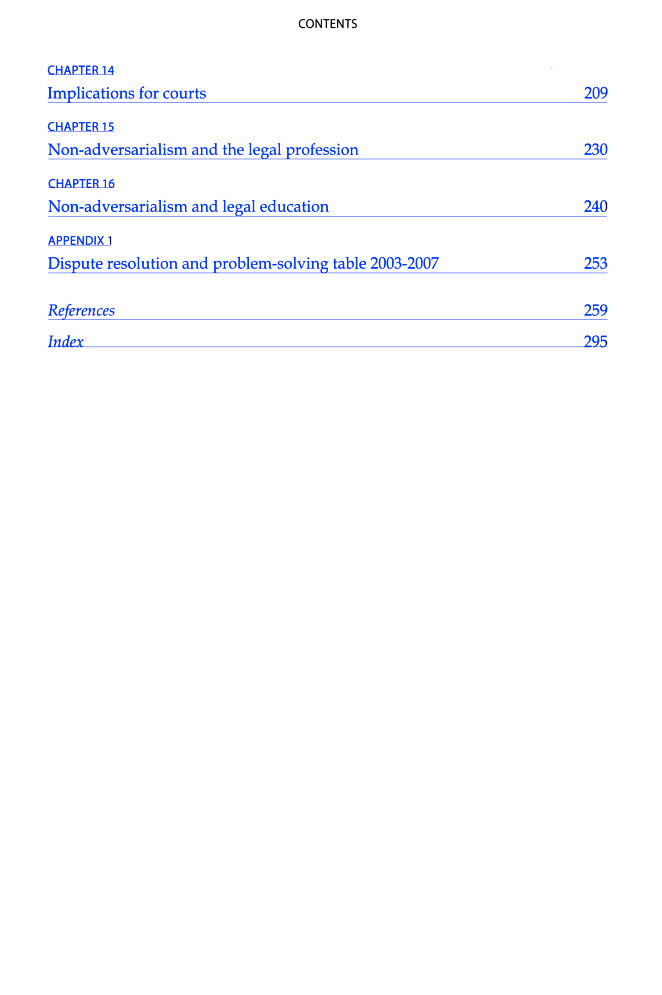 CONTENTS
CHAPTER 14
Implications for courts 209
CHAPTER 15
Non-adversarialism and the legal profession 230
CHAPTER 16
Non-adversarialism and legal education 240
APPENDIX 1
Dispute resolution and problem-solving table 2003-2007 253
References 259
Index 295